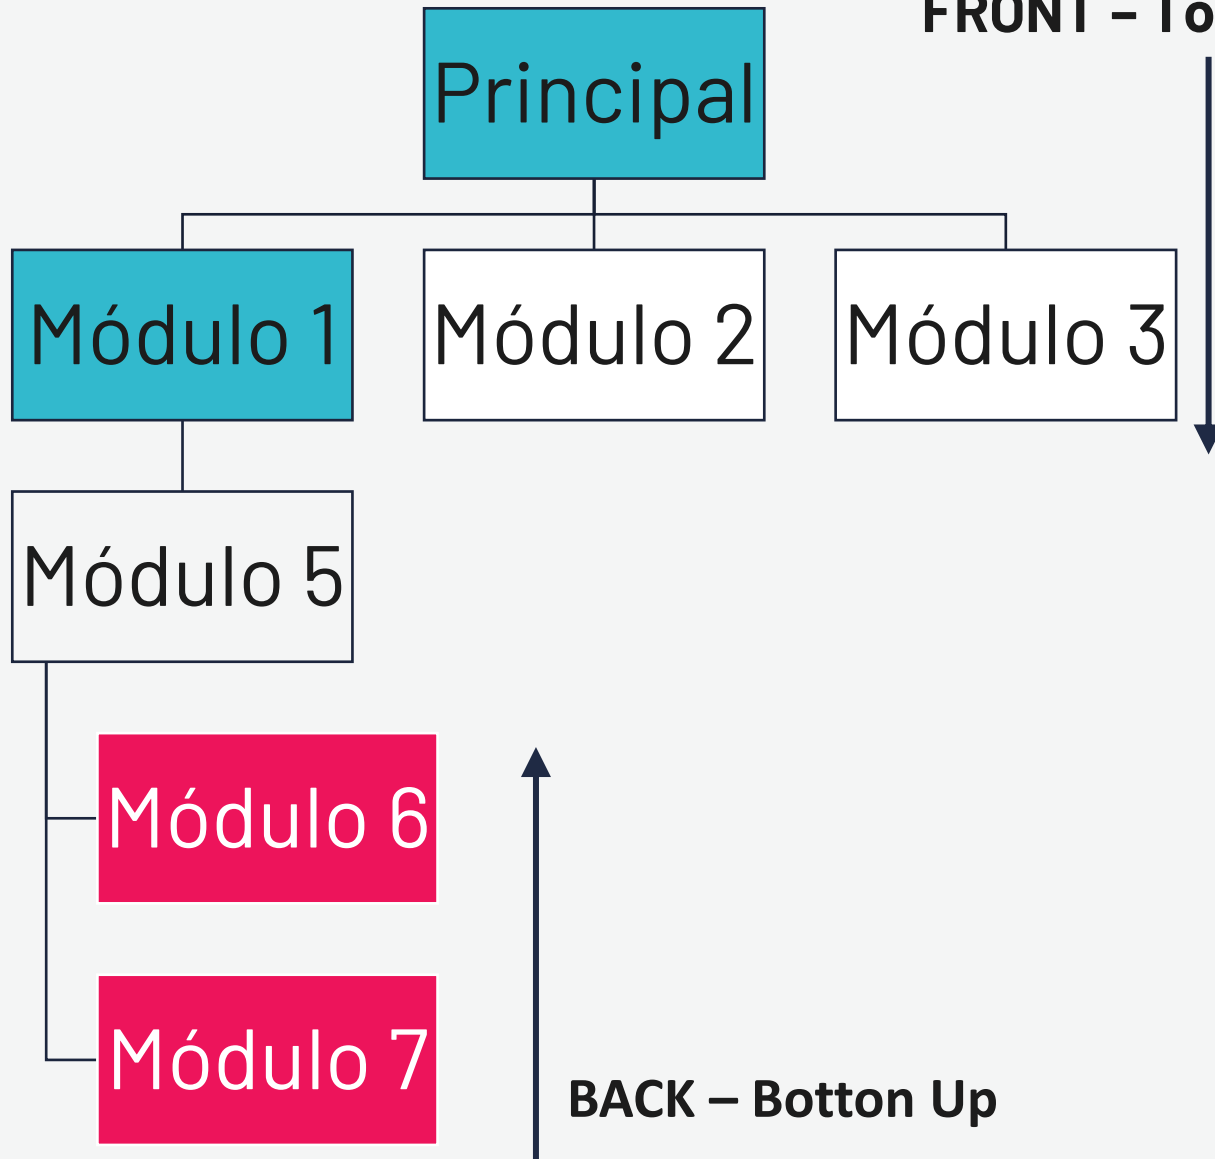 FRONT – To
Principal
Módulo 1
Módulo 2
Módulo 3
Módulo 5
Módulo 6
Módulo 7
BACK – Botton Up